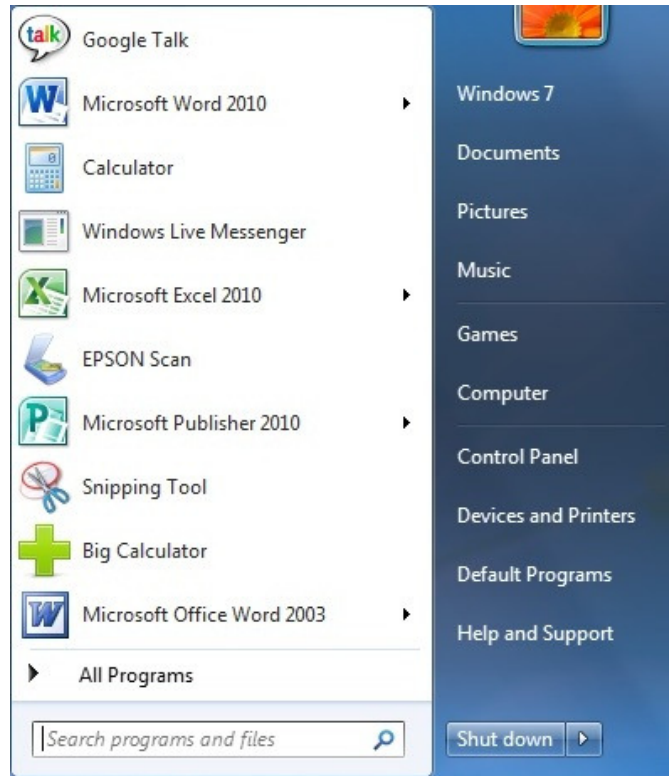 talk Google Talk
Microsoft Word 2010
Calculator
Windows Live Messenger
Microsoft Excel 2010
EPSON Scan
Microsoft Publisher 2010
Snipping Tool
Big Calculator
Microsoft Office Word 2003
All Programs
Search programs and files
Windows 7
Documents
Pictures
Music
Games
Computer
Control Panel
Devices and Printers
Default Programs
Help and Support
Shut down